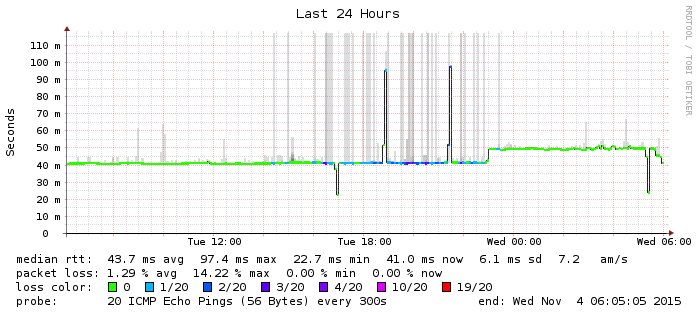 Last 24 Hours
RRDTOOL / TOBI OETIKER
Seconds
110 m
100 m
90 m
80 m
70 m
60 m
50 m
40 m
30 m
20 m
10 m
0
Tue 12:00 Tue 18:00 Wed 00:00 Wed 06:00
median rtt: 43.7 ms avg 97.4 ms max 22.7 ms min 41.0 ms now 6.1 ms sd 7.2 am/s
packet loss: 1.29 % avg 14.22 % max 0.00 % min 0.00 % now
loss color: 0 1/20 2/20 3/20 4/20 10/20 19/20
probe: 20 ICMP Echo Pings (56 Bytes) every 300s end: Wed Nov 4 06:05:05 2015